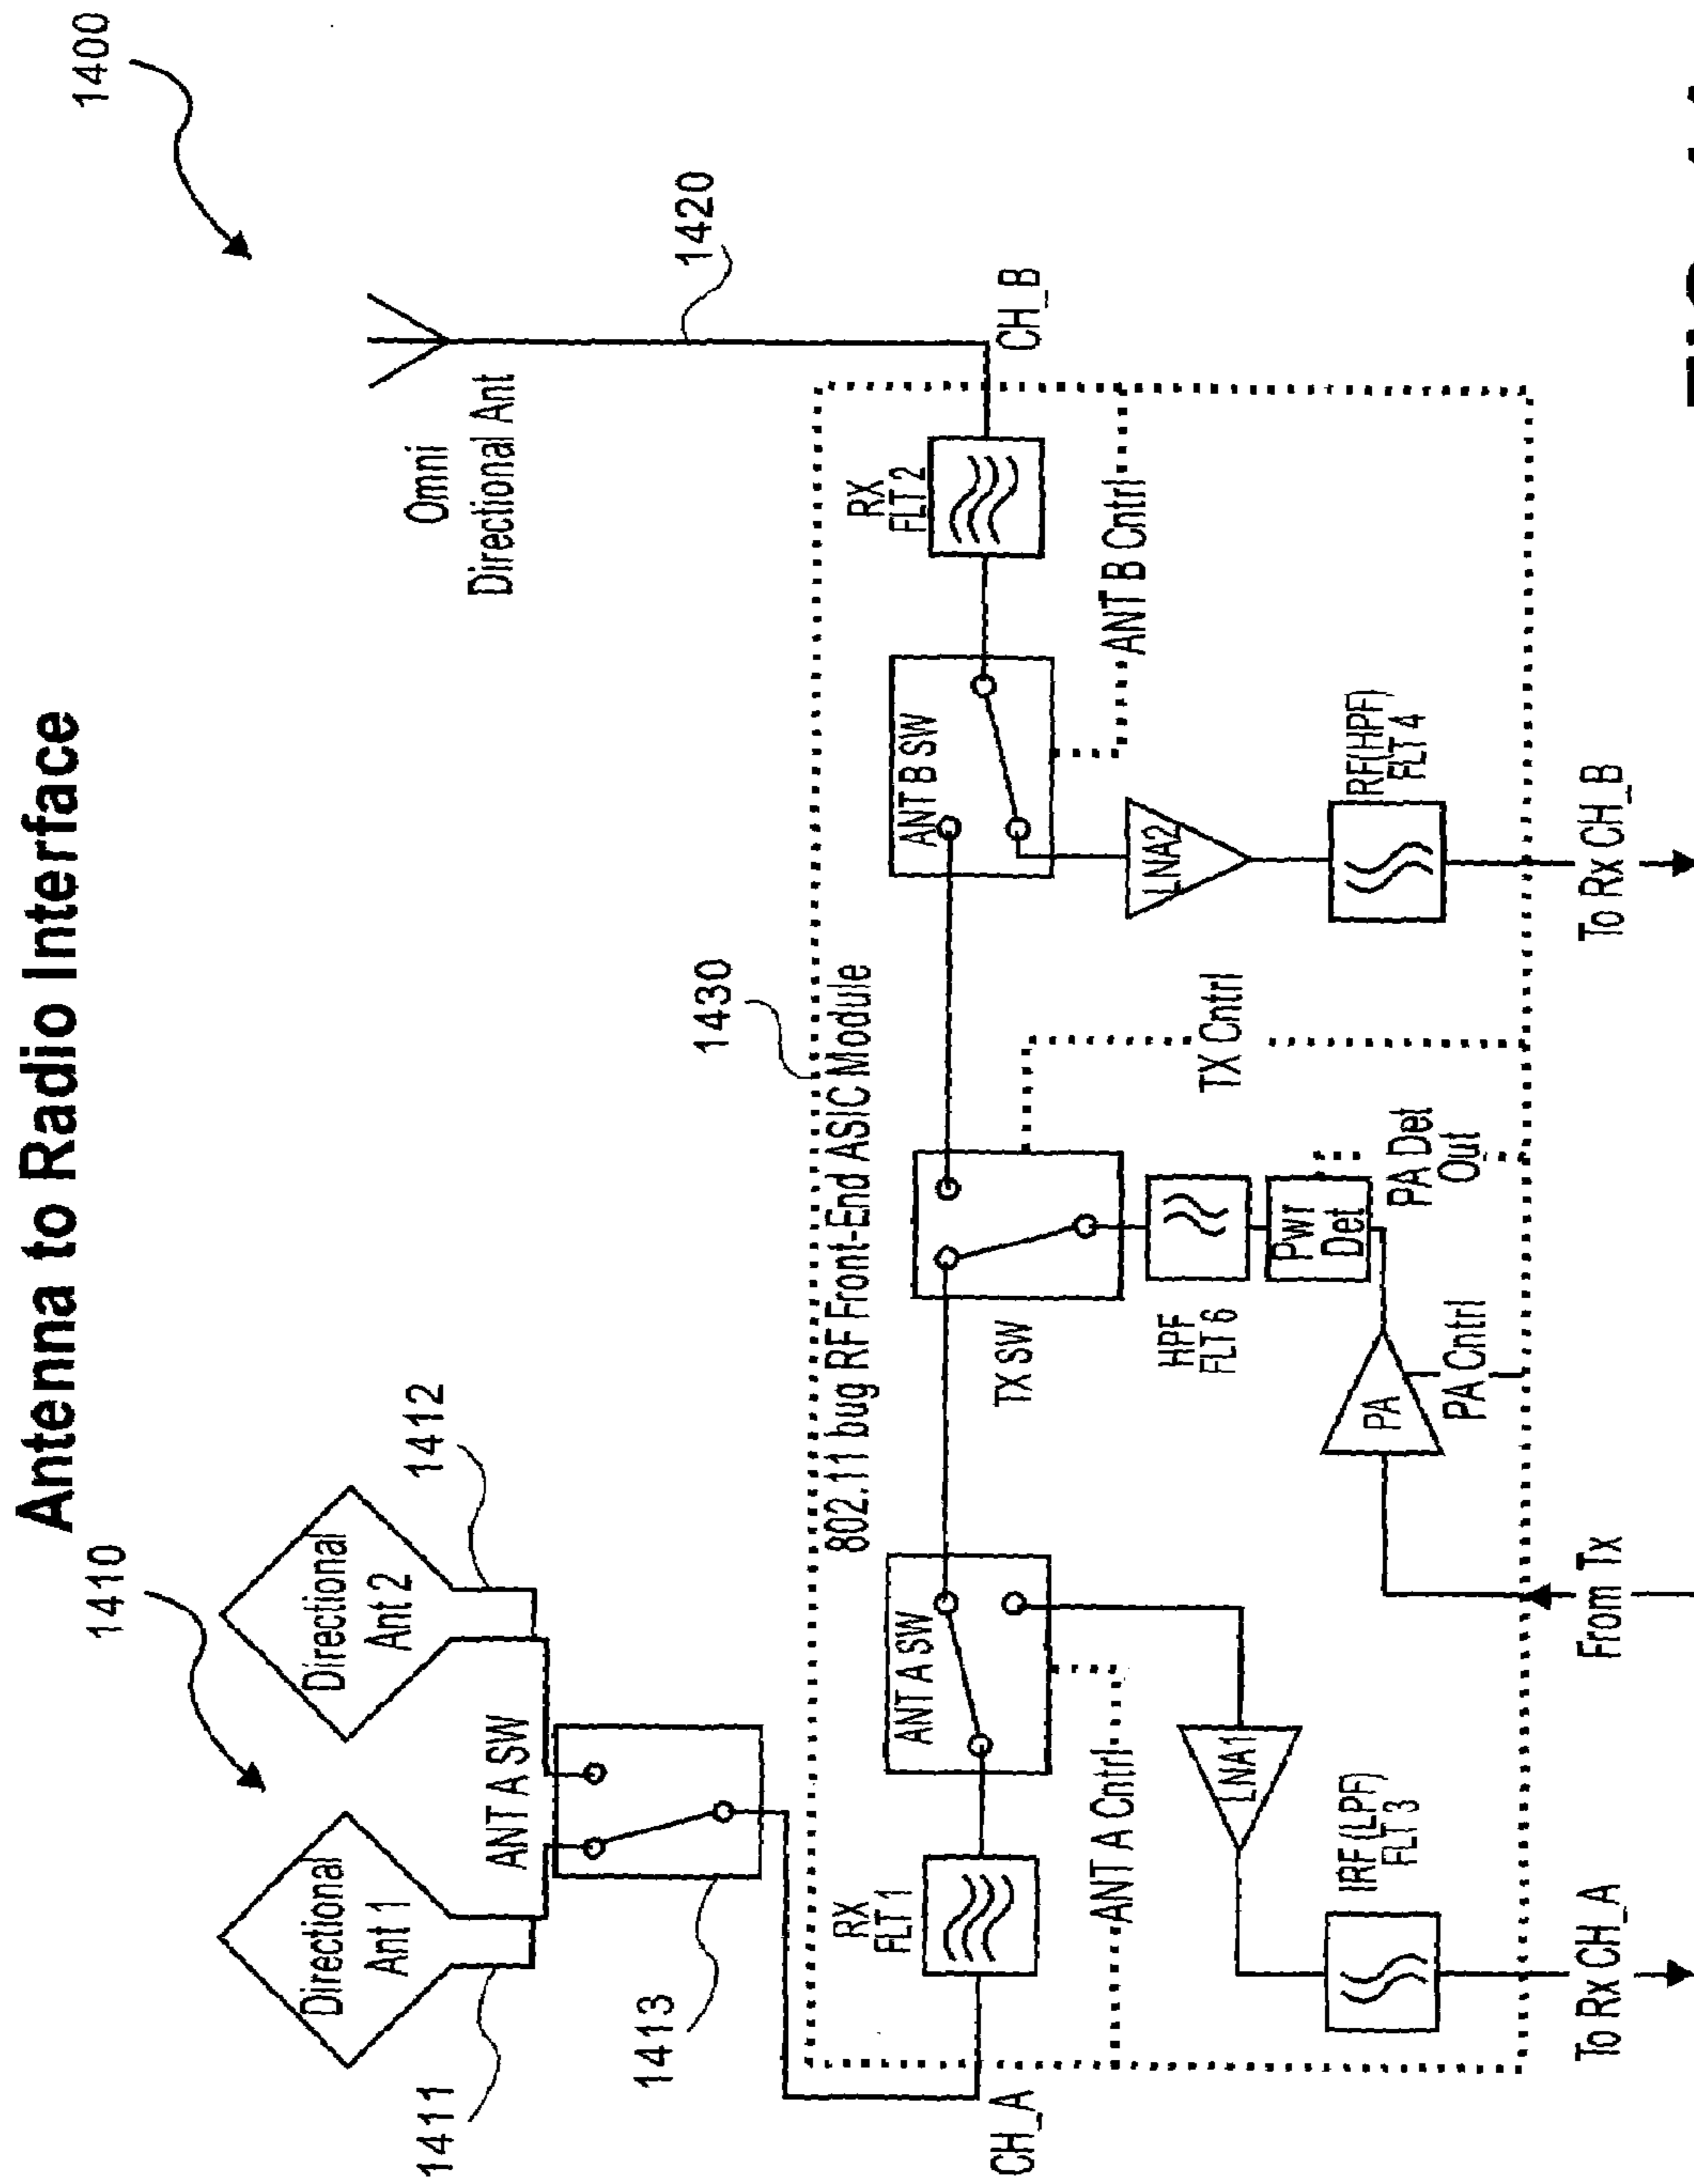 Antenna to Radio Interface
1400
1410
Directional
Ant 1
Directional
Ant 2
1411
1412
ANT A SW
1413
Omni
Directional Ant
1420
1430
CH_A
CH_B
802.11 bug RF Front-End ASIC Module
RX
FLT 1
ANT A SW
TX SW
ANT B SW
RX
FLT 2
ANT A Cntrl
ANT B Cntrl
TX Cntrl
HPF
FLT 6
Pwr
Det
PA Det
Out
LNA1
LNA2
PA
PA Cntrl
IRF(LPF)
FLT 3
RF(HPF)
FLT 4
To Rx CH_A
From Tx
To Rx CH_B